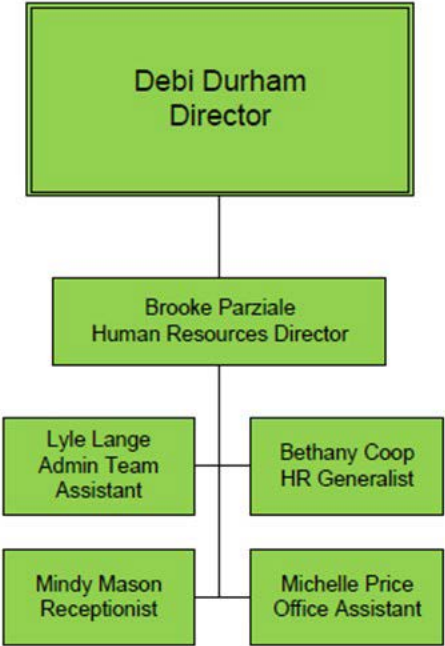 Debi Durham
Director
Brooke Parziale
Human Resources Director
Lyle Lange
Admin Team
Assistant
Bethany Coop
HR Generalist
Mindy Mason
Receptionist
Michelle Price
Office Assistant